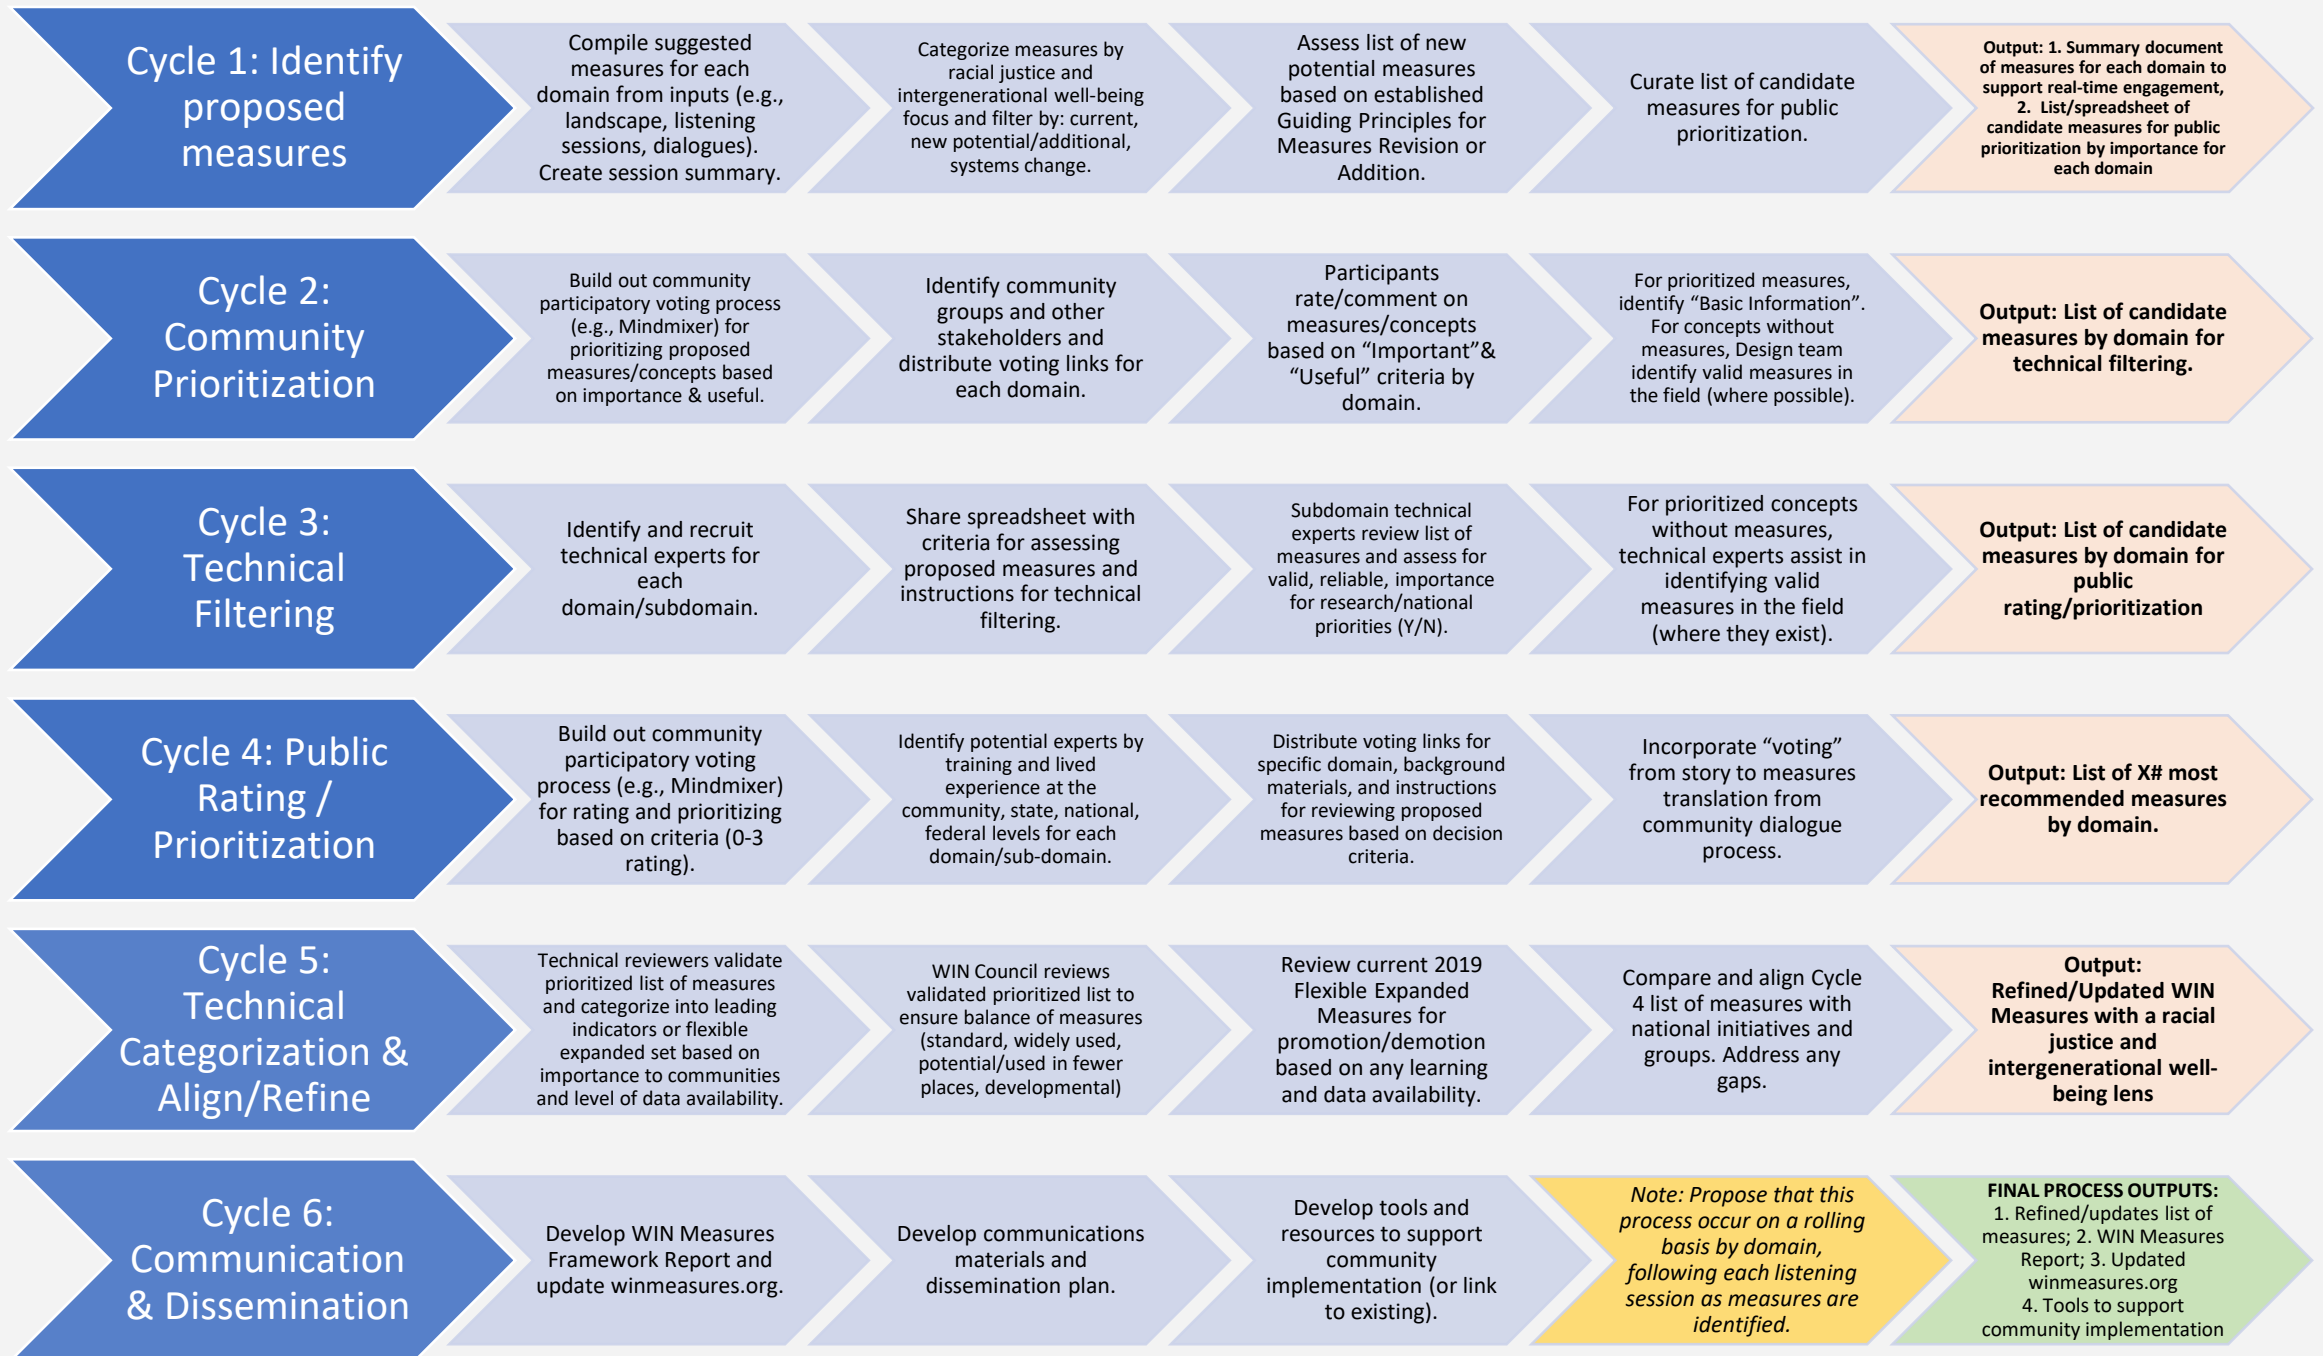 Cycle 1: Identify
proposed
measures
Compile suggested
measures for each
domain from inputs (e.g.,
landscape, listening
sessions, dialogues).
Create session summary.
Categorize measures by
racial justice and
intergenerational well-being
focus and filter by: current,
new potential/additional,
systems change.
Assess list of new
potential measures
based on established
Guiding Principles for
Measures Revision or
Addition.
Curate list of candidate
measures for public
prioritization.
Output: 1. Summary document
of measures for each domain to
support real-time engagement,
2. List/spreadsheet of
candidate measures for public
prioritization by importance for
each domain
Cycle 2:
Community
Prioritization
Build out community
participatory voting process
(e.g., Mindmixer) for
prioritizing proposed
measures/concepts based
on importance & useful.
Identify community
groups and other
stakeholders and
distribute voting links for
each domain.
Participants
rate/comment on
measures/concepts
based on “Important”&
“Useful” criteria by
domain.
For prioritized measures,
identify “Basic Information”.
For concepts without
measures, Design team
identify valid measures in
the field (where possible).
Output: List of candidate
measures by domain for
technical filtering.
Cycle 3:
Technical
Filtering
Identify and recruit
technical experts for
each
domain/subdomain.
Share spreadsheet with
criteria for assessing
proposed measures and
instructions for technical
filtering.
Subdomain technical
experts review list of
measures and assess for
valid, reliable, importance
for research/national
priorities (Y/N).
For prioritized concepts
without measures,
technical experts assist in
identifying valid
measures in the field
(where they exist).
Output: List of candidate
measures by domain for
public
rating/prioritization
Cycle 4: Public
Rating /
Prioritization
Build out community
participatory voting
process (e.g., Mindmixer)
for rating and prioritizing
based on criteria (0-3
rating).
Identify potential experts by
training and lived
experience at the
community, state, national,
federal levels for each
domain/sub-domain.
Distribute voting links for
specific domain, background
materials, and instructions
for reviewing proposed
measures based on decision
criteria.
Incorporate “voting”
from story to measures
translation from
community dialogue
process.
Output: List of X# most
recommended measures
by domain.
Cycle 5:
Technical
Categorization &
Align/Refine
Technical reviewers validate
prioritized list of measures
and categorize into leading
indicators or flexible
expanded set based on
importance to communities
and level of data availability.
WIN Council reviews
validated prioritized list to
ensure balance of measures
(standard, widely used,
potential/used in fewer
places, developmental)
Review current 2019
Flexible Expanded
Measures for
promotion/demotion
based on any learning
and data availability.
Compare and align Cycle
4 list of measures with
national initiatives and
groups. Address any
gaps.
Output:
Refined/Updated WIN
Measures with a racial
justice and
intergenerational well-
being lens
Cycle 6:
Communication
& Dissemination
Develop WIN Measures
Framework Report and
update winmeasures.org.
Develop communications
materials and
dissemination plan.
Develop tools and
resources to support
community
implementation (or link
to existing).
Note: Propose that this
process occur on a rolling
basis by domain,
following each listening
session as measures are
identified.
FINAL PROCESS OUTPUTS:
1. Refined/updates list of
measures; 2. WIN Measures
Report; 3. Updated
winmeasures.org
4. Tools to support
community implementation